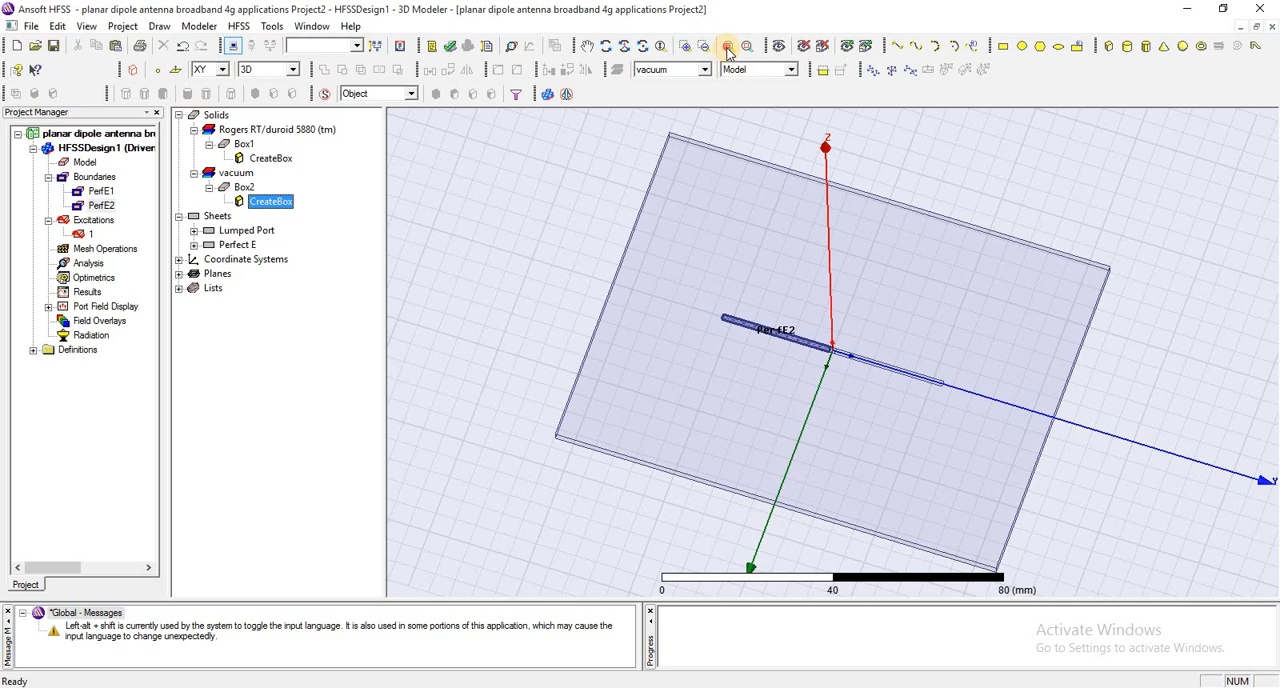 Ansoft HFSS - planar dipole antenna broadband 4g applications Project2 - HFSSDesign1 - 3D Modeler - [planar dipole antenna broadband 4g applications Project2]
File Edit View Project Draw Modeler HFSS Tools Window Help
XY 3D vacuum Model
Object
Project Manager
planar dipole antenna br
HFSSDesign1 (Driven
Model
Boundaries
PerfE1
PerfE2
Excitations
1
Mesh Operations
Analysis
Optimetrics
Results
Port Field Display
Field Overlays
Radiation
Definitions
Project
Solids
Rogers RT/duroid 5880 (tm)
Box1
CreateBox
vacuum
Box2
CreateBox
Sheets
Lumped Port
Perfect E
Coordinate Systems
Planes
Lists
Z
PerfE2
Y
0 40 80 (mm)
*Global - Messages
Left-alt + shift is currently used by the system to toggle the input language. It is also used in some portions of this application, which may cause the
input language to change unexpectedly.
Message M
Progress
Activate Windows
Go to Settings to activate Windows.
Ready
NUM